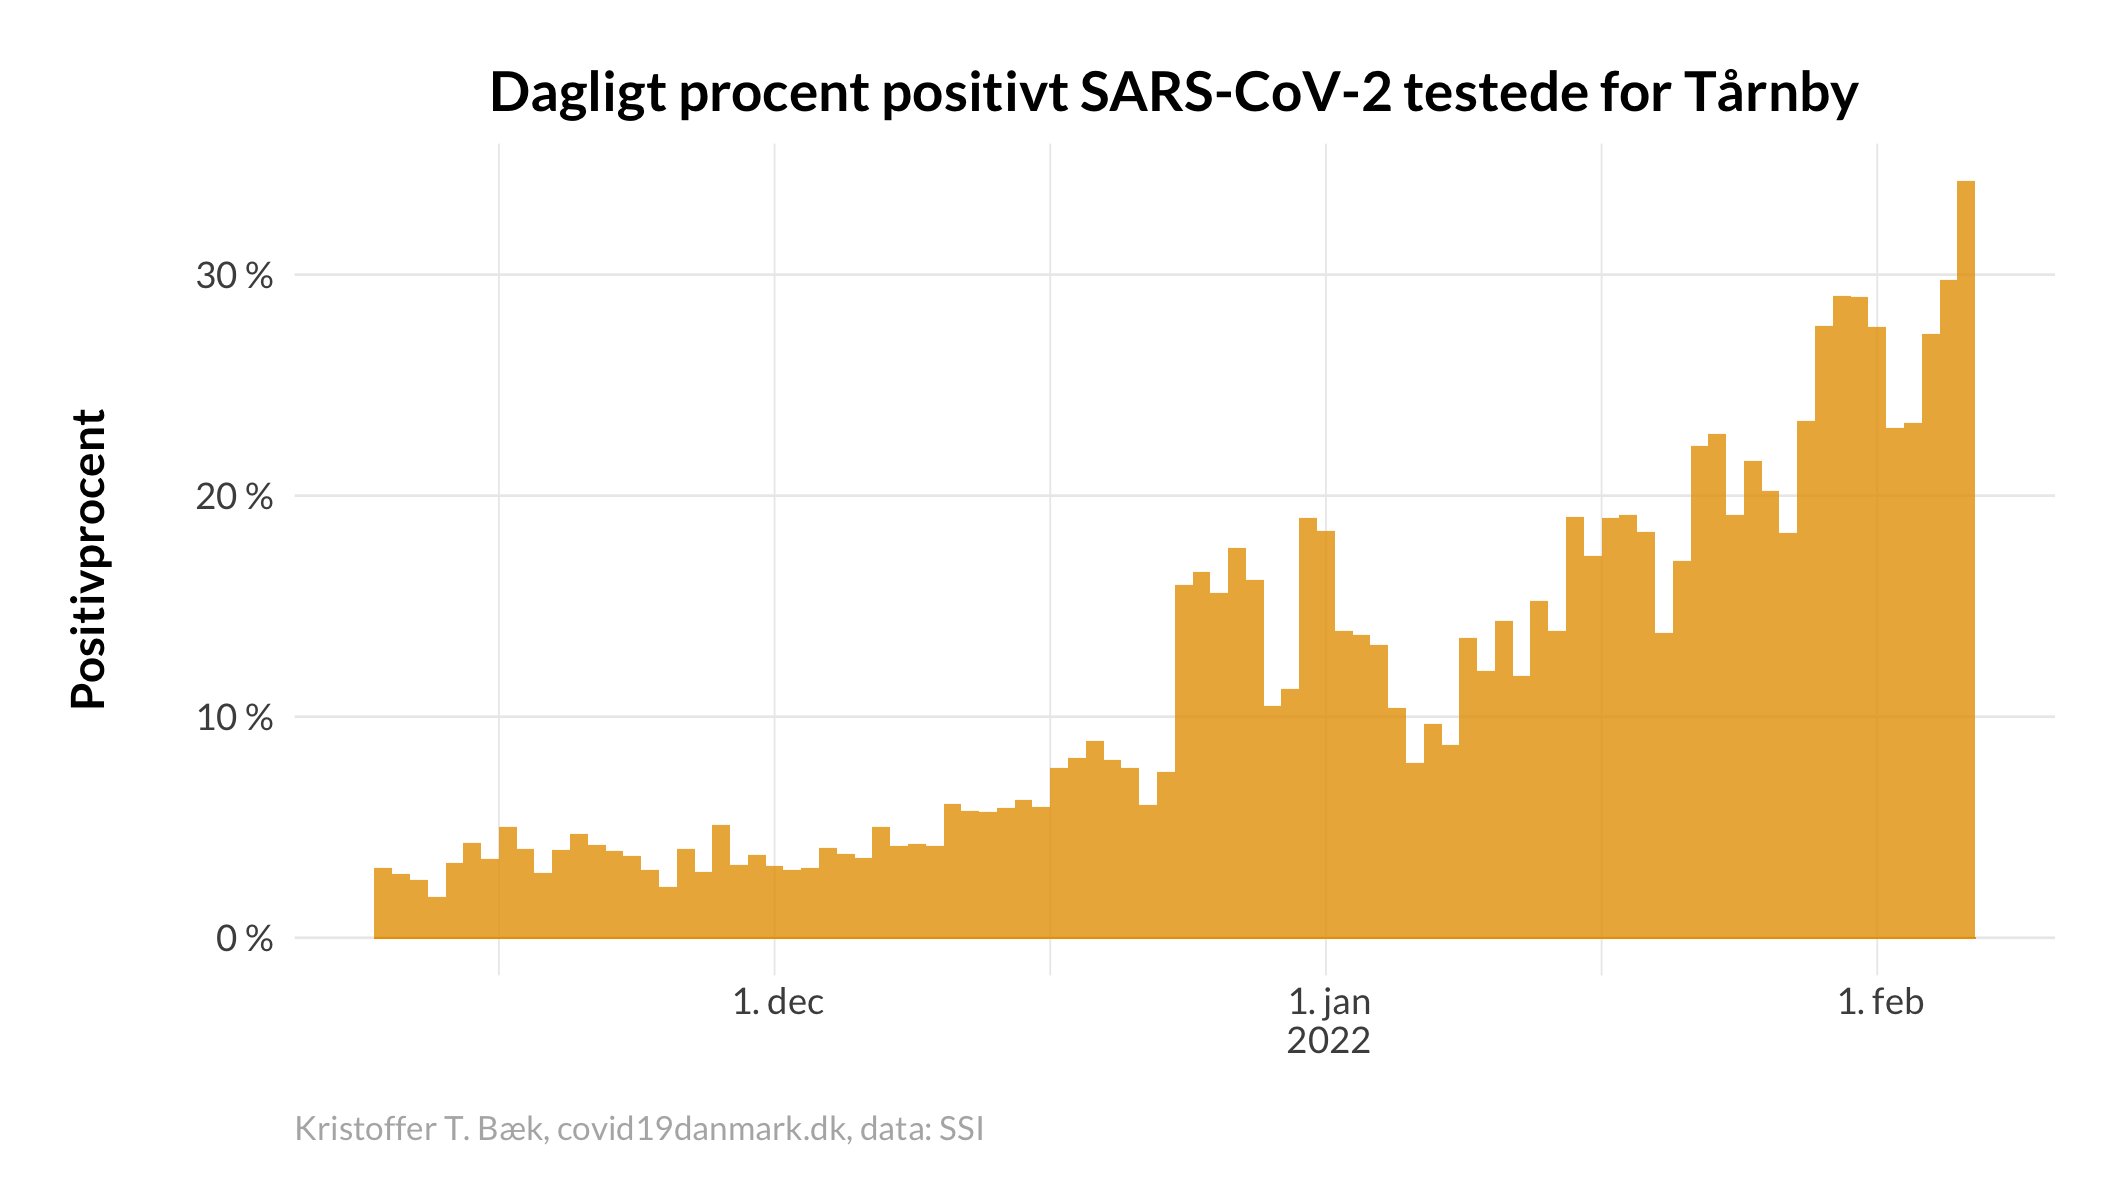 Dagligt procent positivt SARS-CoV-2 testede for Tårnby
Positivprocent
30 %
20 %
10 %
0 %
1. dec
1. jan
2022
1. feb
Kristoffer T. Bæk, covid19danmark.dk, data: SSI